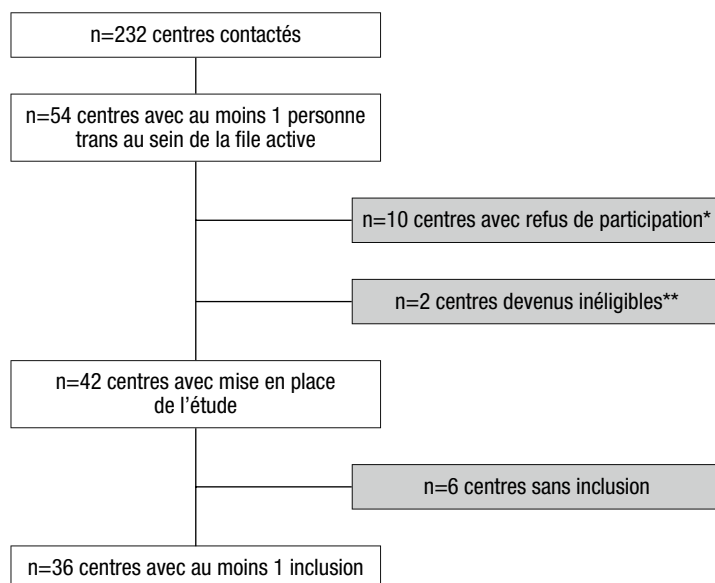 n=232 centres contactés
n=54 centres avec au moins 1 personne
trans au sein de la file active
n=10 centres avec refus de participation*
n=2 centres devenus inéligibles**
n=42 centres avec mise en place
de l’étude
n=6 centres sans inclusion
n=36 centres avec au moins 1 inclusion